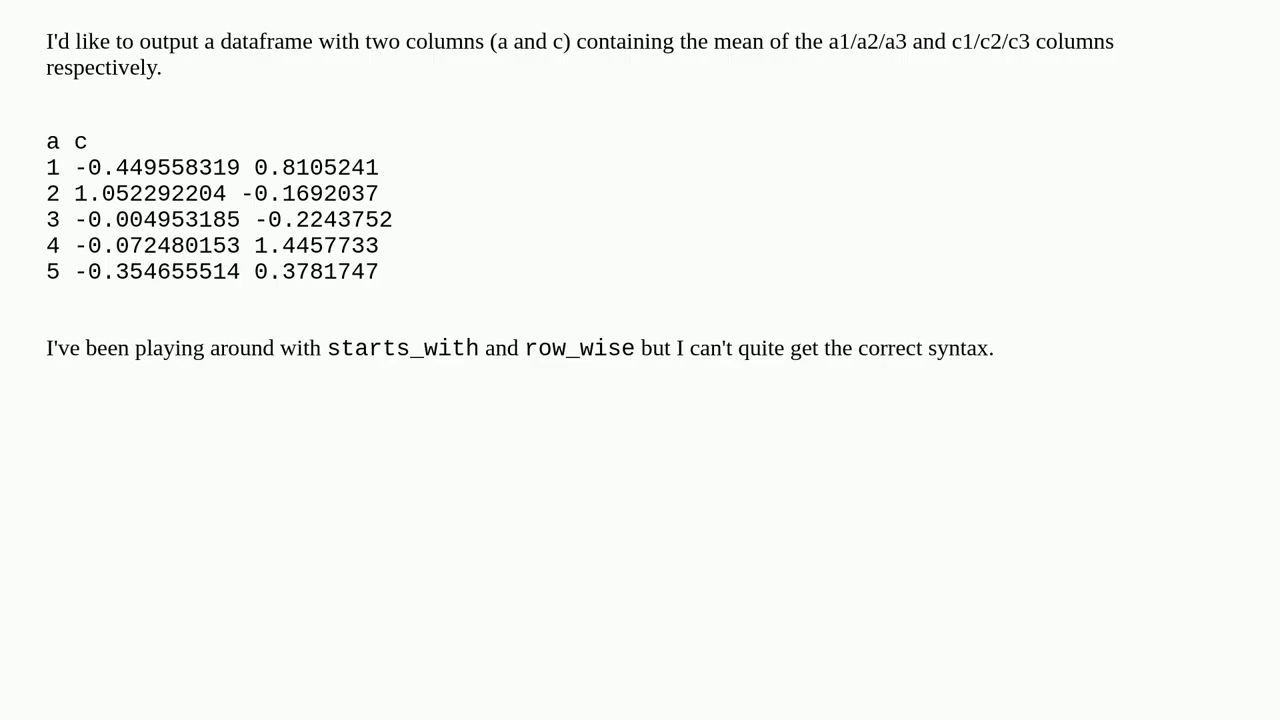 I'd like to output a dataframe with two columns (a and c) containing the mean of the a1/a2/a3 and c1/c2/c3 columns
respectively.
a c
1 -0.449558319 0.8105241
2 1.052292204 -0.1692037
3 -0.004953185 -0.2243752
4 -0.072480153 1.4457733
5 -0.354655514 0.3781747
I've been playing around with starts_with and row_wise but I can't quite get the correct syntax.